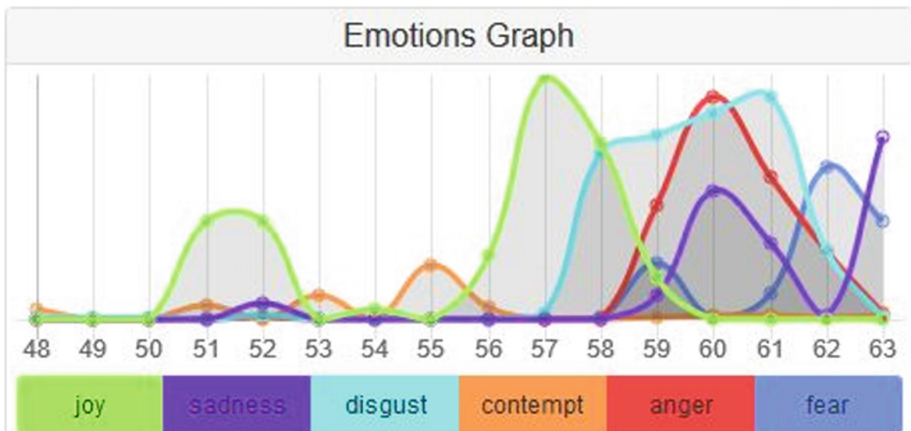 Emotions Graph
48 49 50 51 52 53 54 55 56 57 58 59 60 61 62 63
joy sadness disgust contempt anger fear